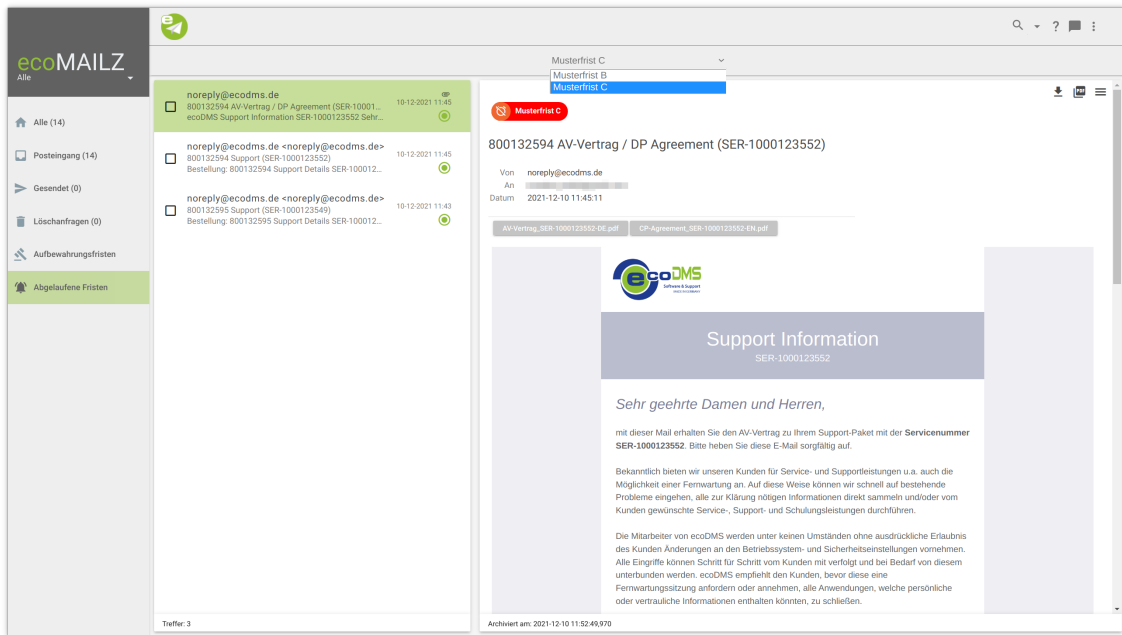 ecoMAILZ
Alle
Alle (14)
Posteingang (14)
Gesendet (0)
Löschanfragen (0)
Aufbewahrungsfristen
Abgelaufene Fristen
e
?
Musterfrist C
Musterfrist B
Musterfrist C
noreply@ecodms.de
800132594 AV-Vertrag / DP Agreement (SER-10001...
10-12-2021 11:45
ecoDMS Support Information SER-1000123552 Sehr...
noreply@ecodms.de <noreply@ecodms.de>
800132594 Support (SER-1000123552)
10-12-2021 11:45
Bestellung: 800132594 Support Details SER-100012...
noreply@ecodms.de <noreply@ecodms.de>
800132595 Support (SER-1000123549)
10-12-2021 11:43
Bestellung: 800132595 Support Details SER-100012...
Treffer: 3
PDF
Musterfrist C
800132594 AV-Vertrag / DP Agreement (SER-1000123552)
Von noreply@ecodms.de
An
Datum 2021-12-10 11:45:11
AV-Vertrag_SER-1000123552-DE.pdf CP-Agreement_SER-1000123552-EN.pdf
ecoDMS
Software & Support
Support Information
SER-1000123552
Sehr geehrte Damen und Herren,
mit dieser Mail erhalten Sie den AV-Vertrag zu Ihrem Support-Paket mit der Servicenummer
SER-1000123552. Bitte heben Sie diese E-Mail sorgfältig auf.
Bekanntlich bieten wir unseren Kunden für Service- und Supportleistungen u.a. auch die
Möglichkeit einer Fernwartung an. Auf diese Weise können wir schnell auf bestehende
Probleme eingehen, alle zur Klärung nötigen Informationen direkt sammeln und/oder vom
Kunden gewünschte Service-, Support- und Schulungsleistungen durchführen.
Die Mitarbeiter von ecoDMS werden unter keinen Umständen ohne ausdrückliche Erlaubnis
des Kunden Änderungen an den Betriebssystem- und Sicherheitseinstellungen vornehmen.
Alle Eingriffe können Schritt für Schritt vom Kunden mit verfolgt und bei Bedarf von diesem
unterbunden werden. ecoDMS empfiehlt den Kunden, bevor diese eine
Fernwartungssitzung anfordern oder annehmen, alle Anwendungen, welche persönliche
oder vertrauliche Informationen enthalten könnten, zu schließen.
Archiviert am: 2021-12-10 11:52:49,970